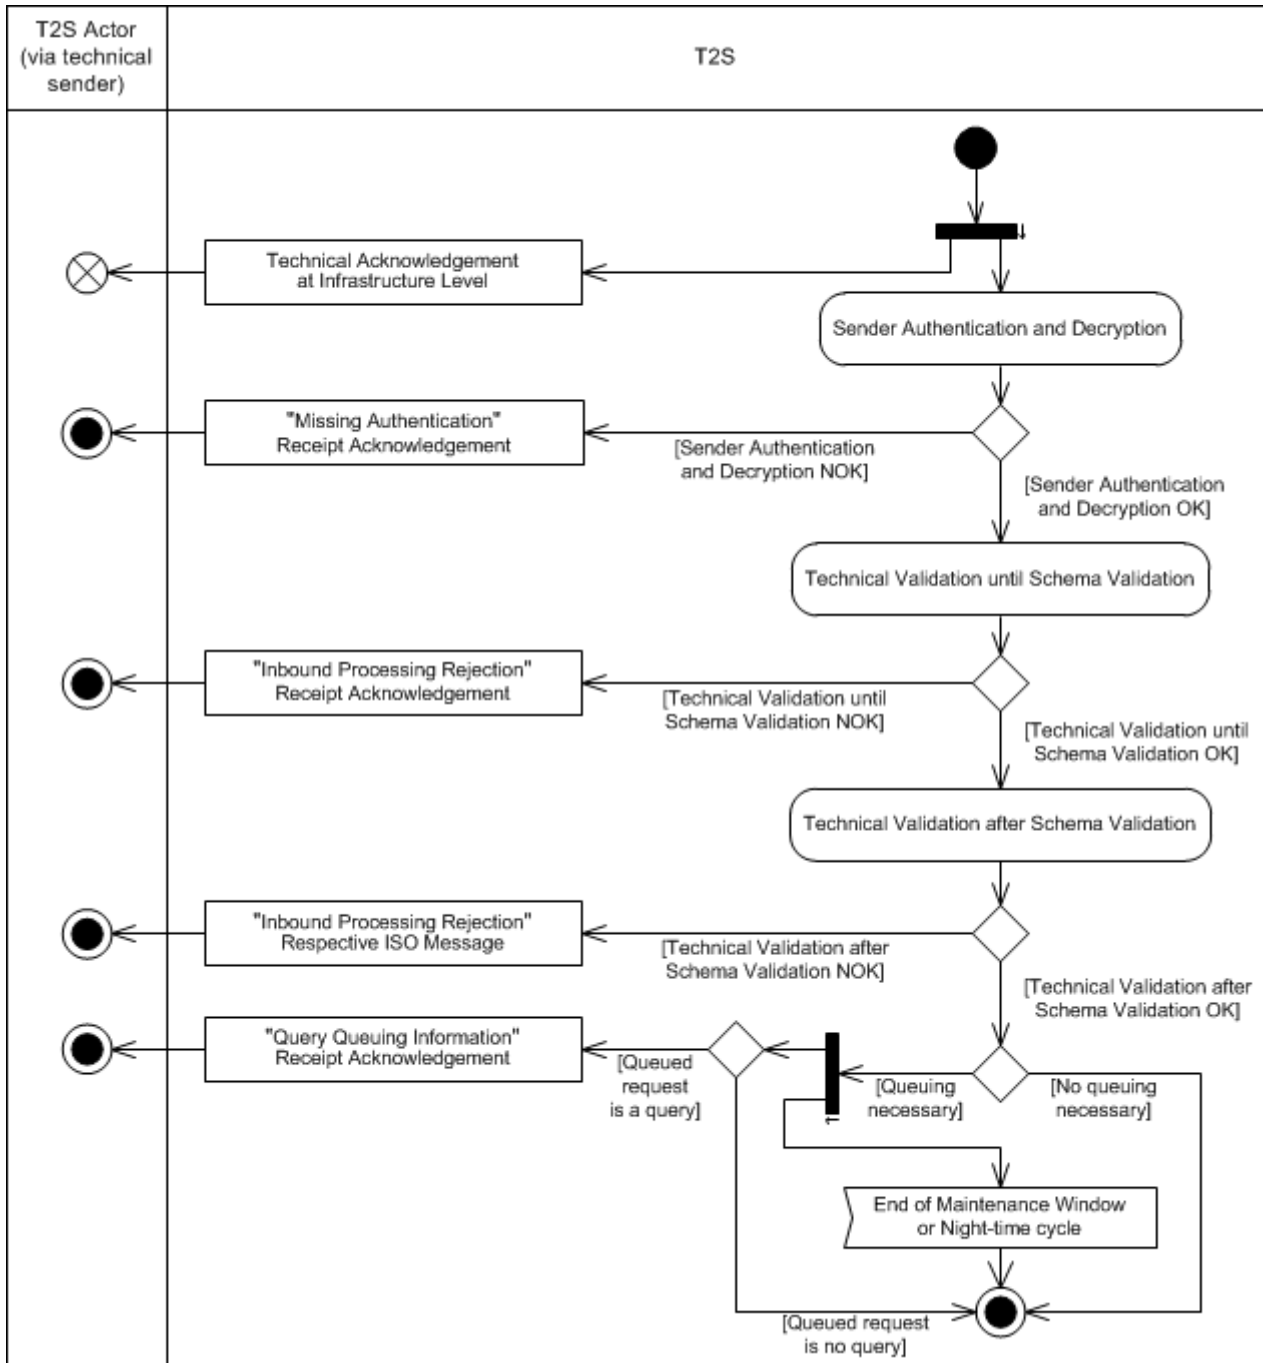 T2S Actor
(via technical
sender)
T2S
Technical Acknowledgement
at Infrastructure Level
Sender Authentication and Decryption
"Missing Authentication"
Receipt Acknowledgement
[Sender Authentication
and Decryption NOK]
[Sender Authentication
and Decryption OK]
Technical Validation until Schema Validation
"Inbound Processing Rejection"
Receipt Acknowledgement
[Technical Validation until
Schema Validation NOK]
[Technical Validation until
Schema Validation OK]
Technical Validation after Schema Validation
"Inbound Processing Rejection"
Respective ISO Message
[Technical Validation after
Schema Validation NOK]
[Technical Validation after
Schema Validation OK]
"Query Queuing Information"
Receipt Acknowledgement
[Queued
request
is a query]
[Queuing
necessary]
[No queuing
necessary]
End of Maintenance Window
or Night-time cycle
[Queued request
is no query]